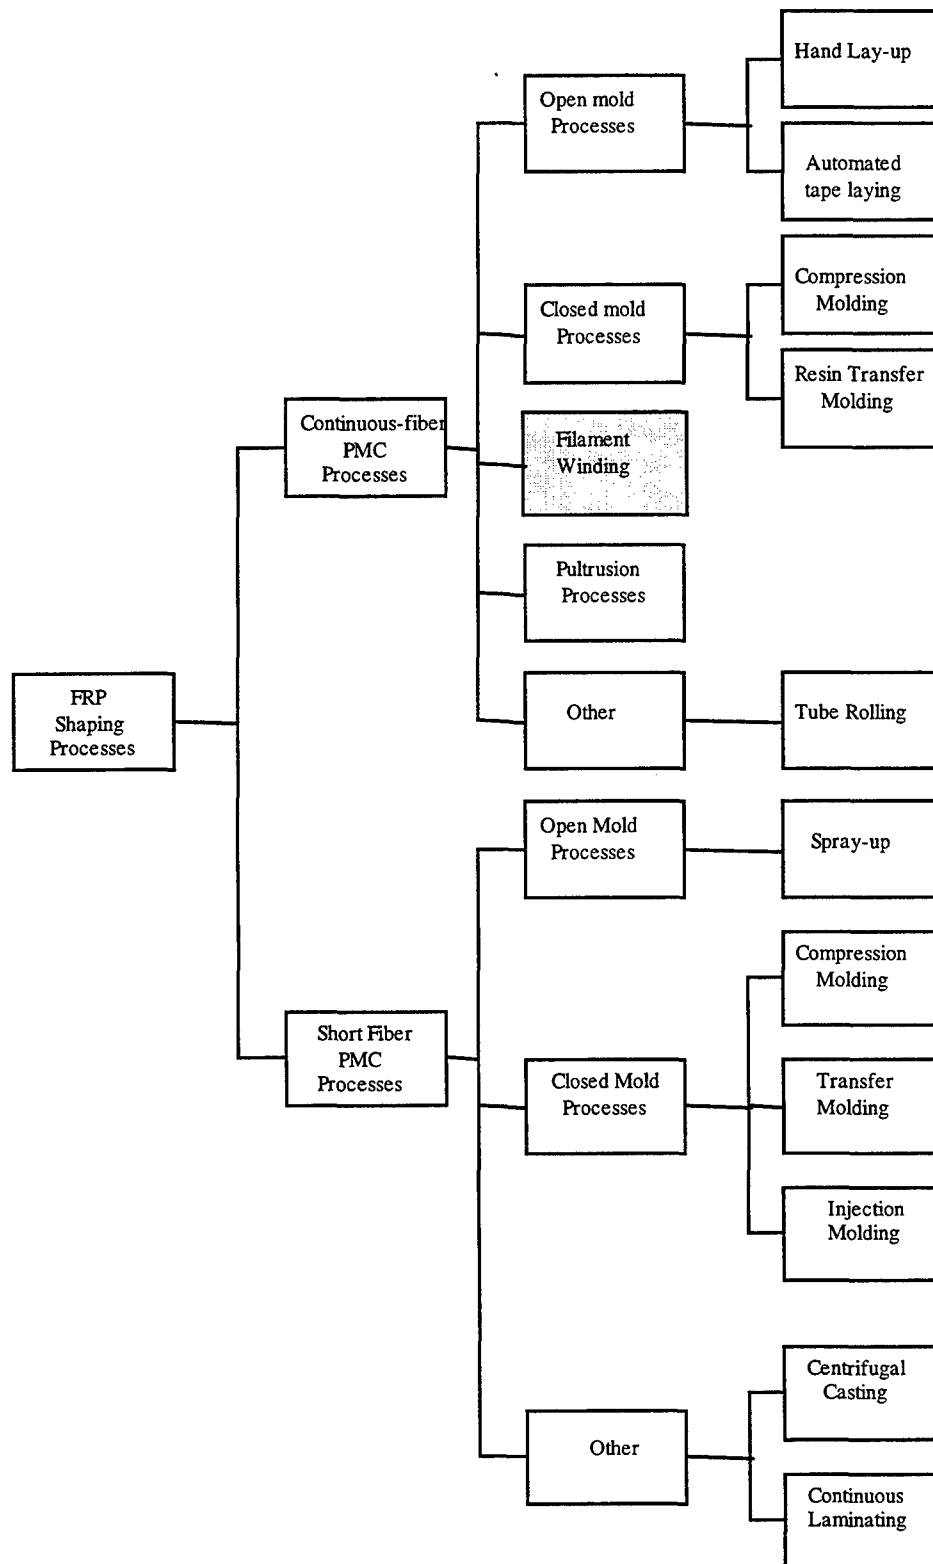 Hand Lay-up
Open mold
Processes
Automated
tape laying
Compression
Molding
Closed mold
Processes
Resin Transfer
Molding
Continuous-fiber
PMC
Processes
Filament
Winding
Pultrusion
Processes
FRP
Shaping
Processes
Other
Tube Rolling
Open Mold
Processes
Spray-up
Compression
Molding
Short Fiber
PMC
Processes
Closed Mold
Processes
Transfer
Molding
Injection
Molding
Centrifugal
Casting
Other
Continuous
Laminating